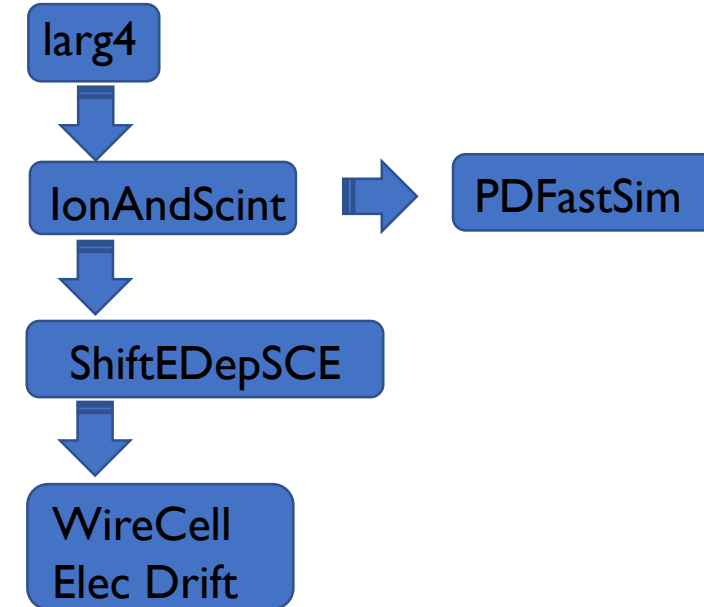 larg4
IonAndScint
PDFastSim
ShiftEDepSCE
WireCell
Elec Drift